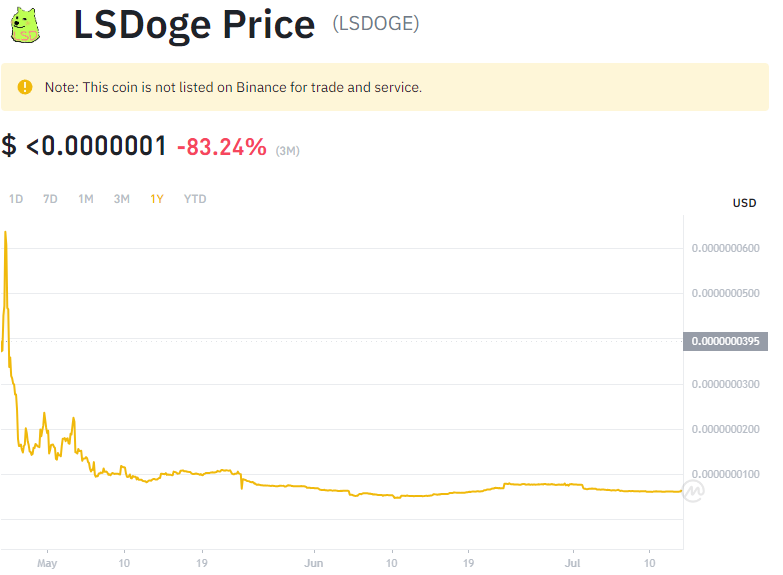 LSD
LSDoge Price (LSDOGE)
Note: This coin is not listed on Binance for trade and service.
$ <0.0000001 -83.24% (3M)
1D 7D 1M 3M 1Y YTD
USD
0.0000000600
0.0000000500
0.0000000395
0.0000000300
0.0000000200
0.0000000100
May 10 19 Jun 10 19 Jul 10